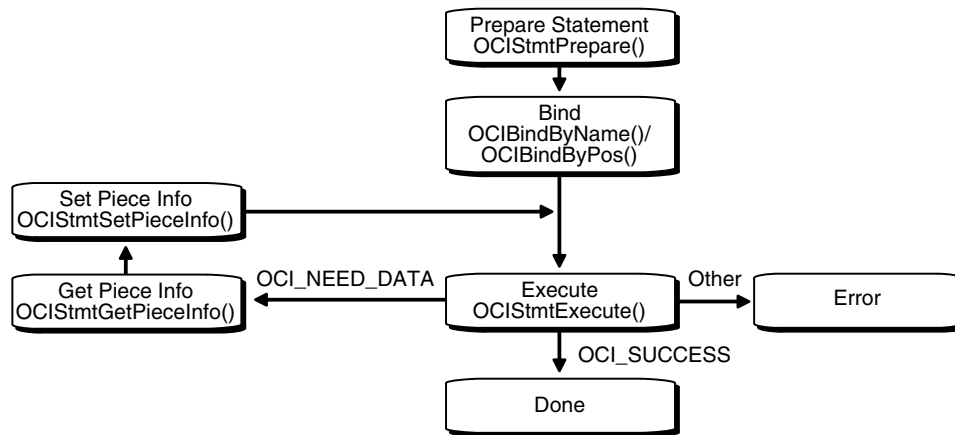 Prepare Statement
OCIStmtPrepare()
Bind
OCIBindByName()/
OCIBindByPos()
Set Piece Info
OCIStmtSetPieceInfo()
OCI_NEED_DATA
Get Piece Info
OCIStmtGetPieceInfo()
Execute
OCIStmtExecute()
Other
Error
OCI_SUCCESS
Done